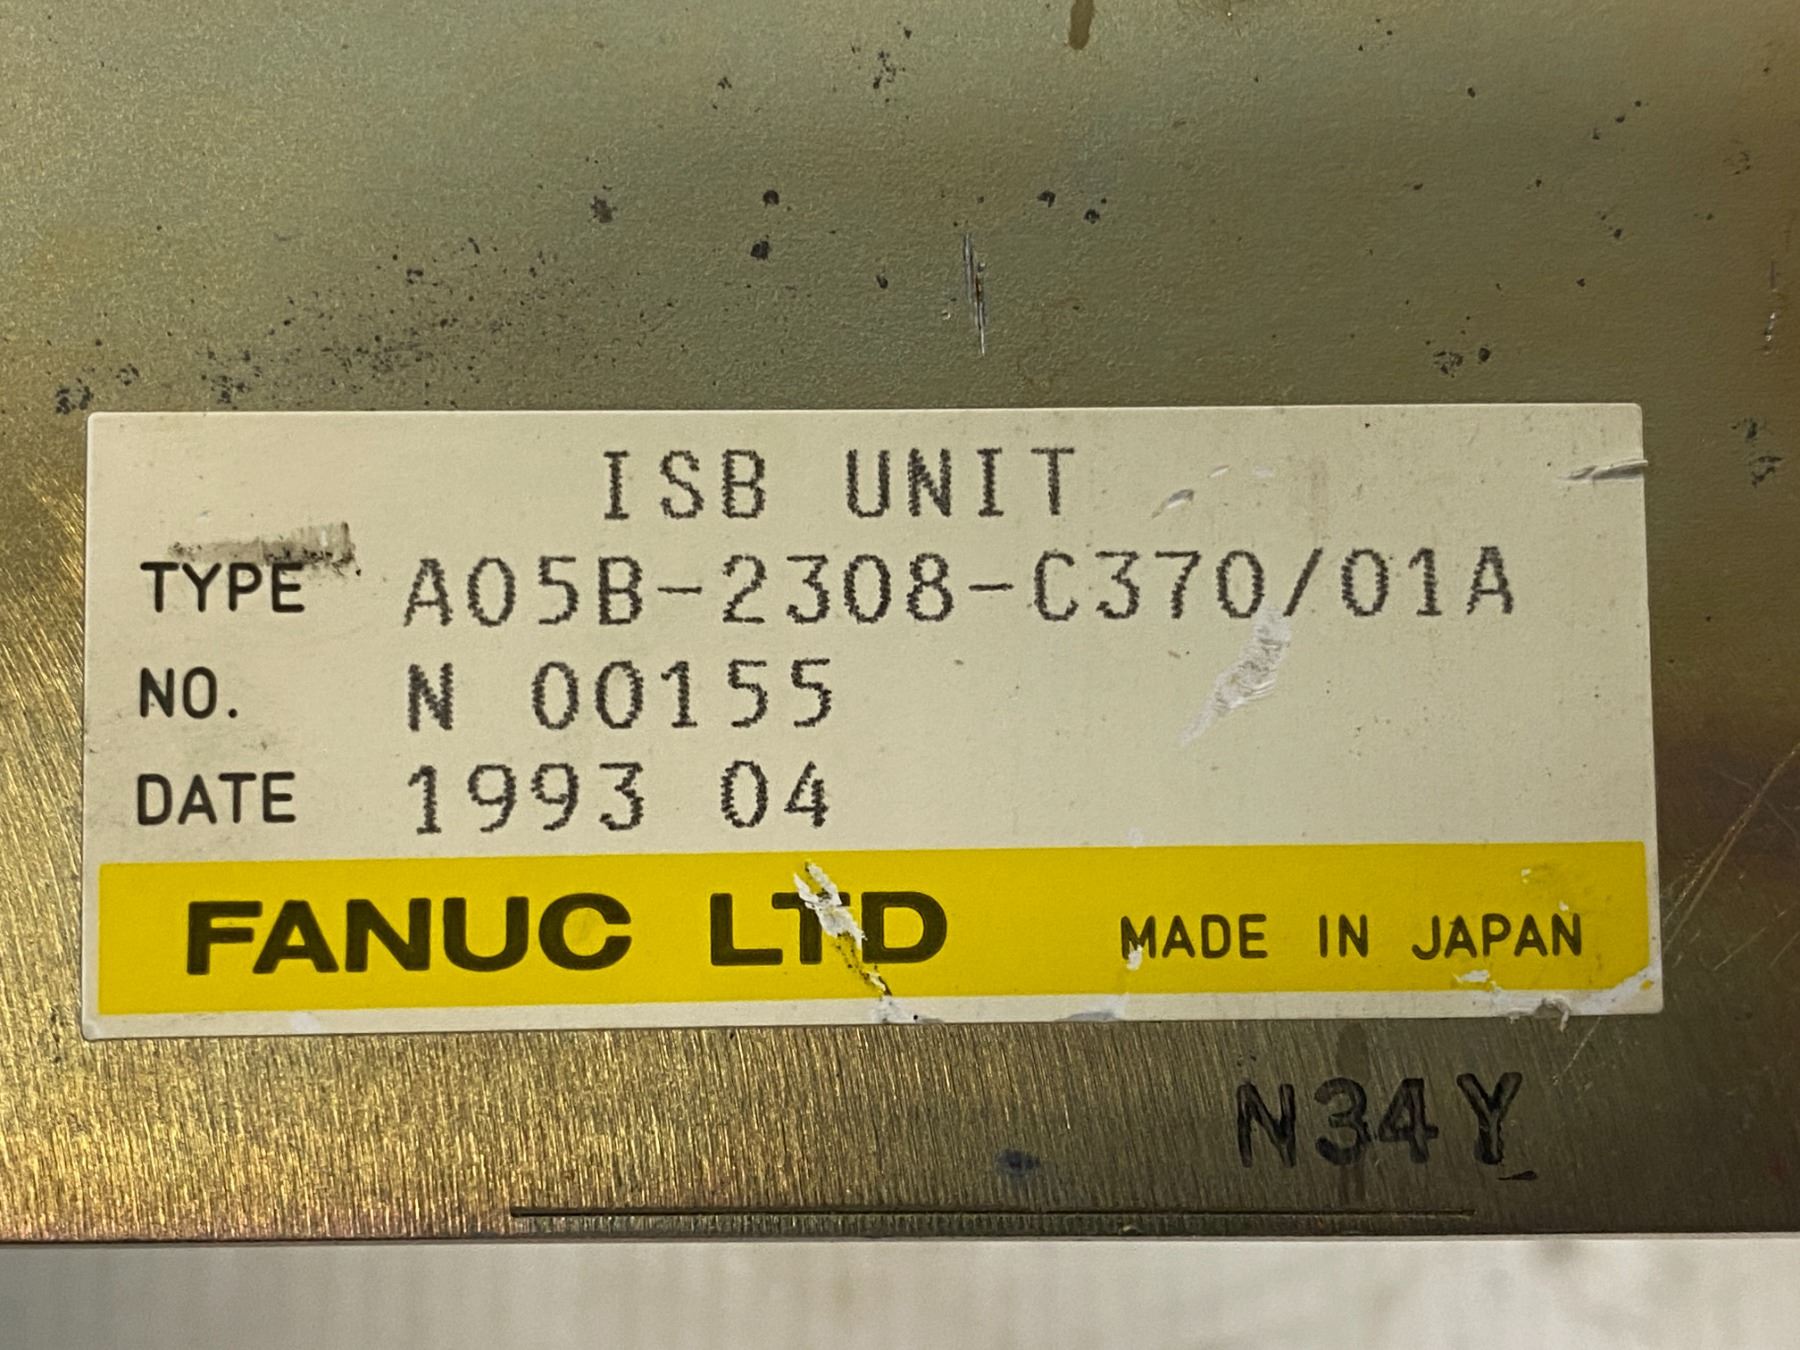 ISB UNIT
TYPE A05B-2308-C370/01A
NO. N 00155
DATE 1993 04
FANUC LTD MADE IN JAPAN
N34Y